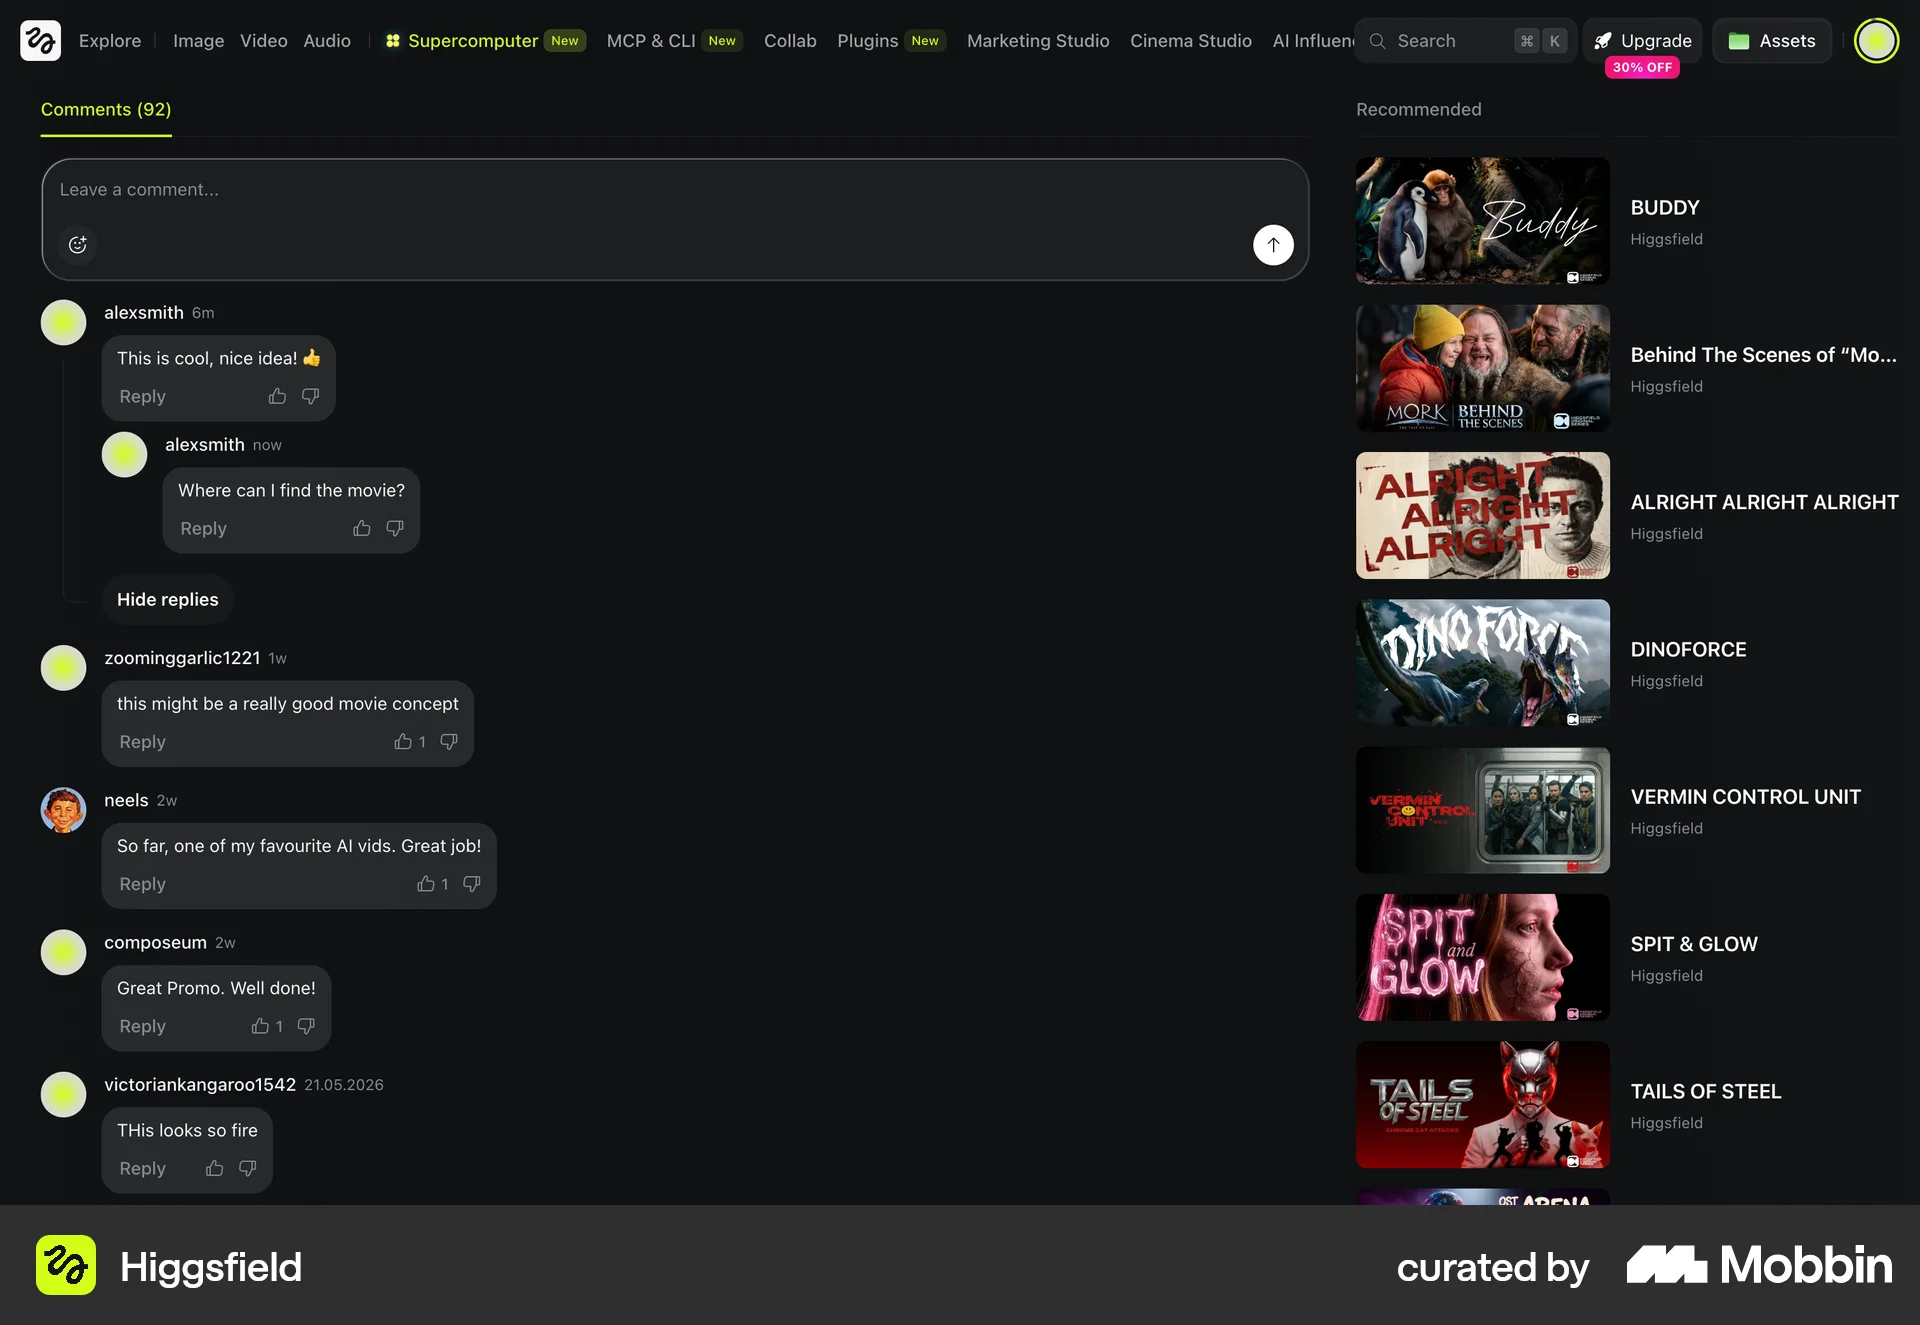 Explore
Image
Video
Audio
Supercomputer
New
MCP & CLI
New
Collab
Plugins
New
Marketing Studio
Cinema Studio
AI Influen
Search
⌘
K
Upgrade
30% OFF
Assets
Comments (92)
Leave a comment...
alexsmith 6m
This is cool, nice idea! 👍
Reply
alexsmith now
Where can I find the movie?
Reply
Hide replies
zoominggarlic1221 1w
this might be a really good movie concept
Reply
1
neels 2w
So far, one of my favourite AI vids. Great job!
Reply
1
composeum 2w
Great Promo. Well done!
Reply
1
victoriankangaroo1542 21.05.2026
THis looks so fire
Reply
Recommended
Buddy
BUDDY
Higgsfield
MORK
BEHIND
THE SCENES
Behind The Scenes of “Mo...
Higgsfield
ALRIGHT
ALRIGHT
ALRIGHT
ALRIGHT ALRIGHT ALRIGHT
Higgsfield
DINOFORCE
DINOFORCE
Higgsfield
VERMIN
CONTROL
UNIT
VERMIN CONTROL UNIT
Higgsfield
SPIT
and
GLOW
SPIT & GLOW
Higgsfield
TAILS
OF STEEL
CHROME CAT ATTACKS
TAILS OF STEEL
Higgsfield
OST ARENA
Higgsfield
curated by
Mobbin